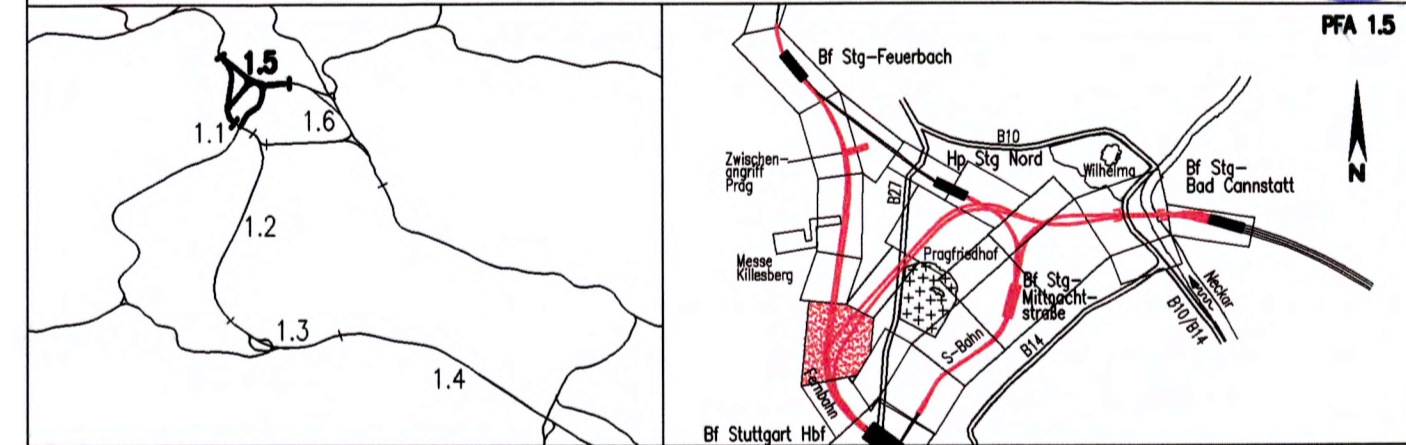 1.5
1.1
1.6
1.2
1.3
1.4
PFA 1.5
Bf Stg-Feuerbach
B10
Zwischen-
angriff
Prag
Hp Stg Nord
Wilhelma
Bf Stg-
Bad Cannstatt
N
B27
Messe
Killesberg
Pragfriedhof
Bf Stg-
Mittnacht-
straße
Neckar
B10/B14
S-Bahn
B14
Fernbahn
Bf Stuttgart Hbf